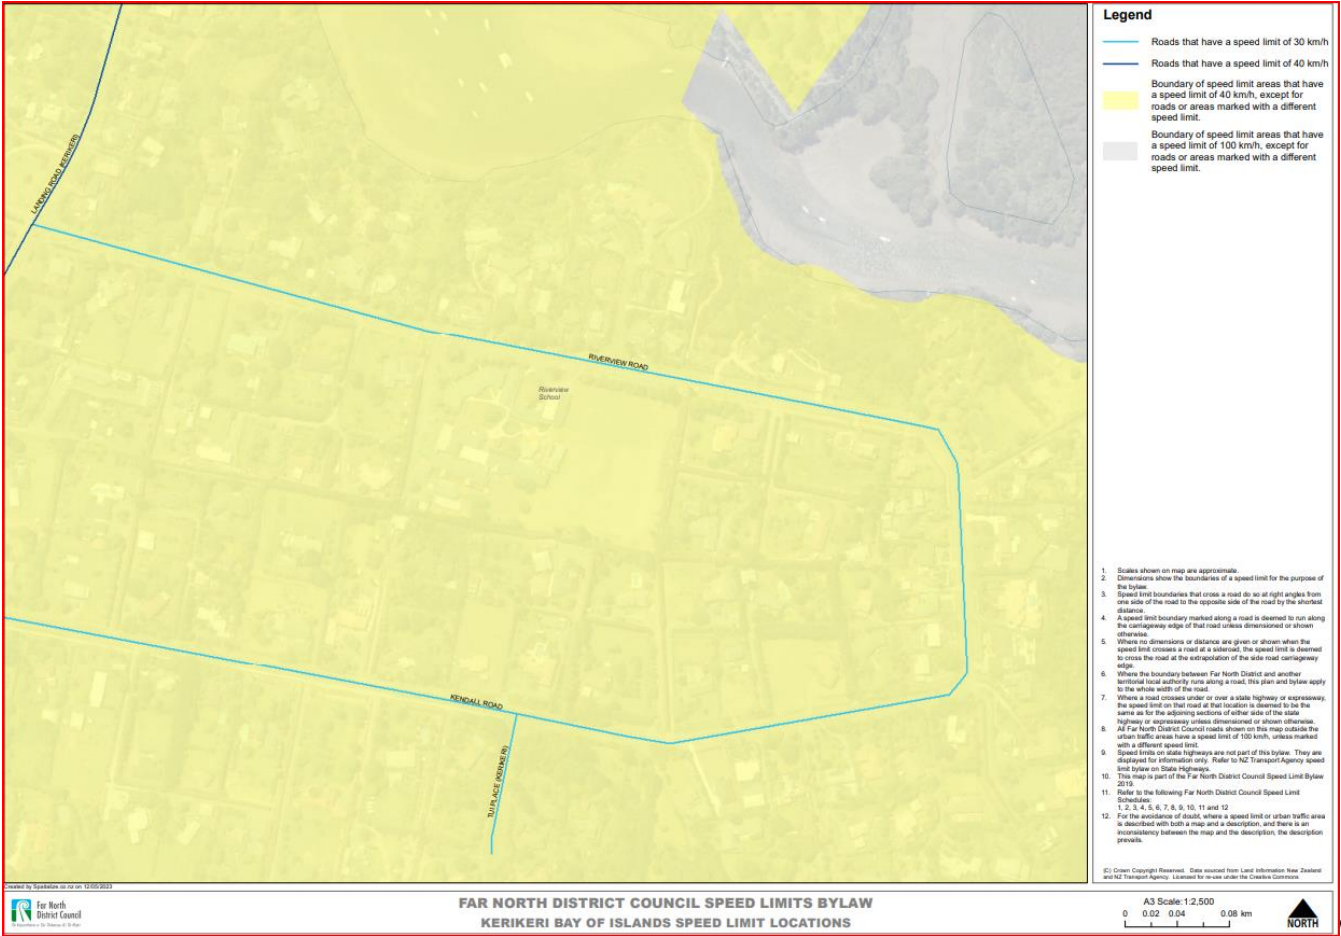 Legend
Roads that have a speed limit of 30 km/h
Roads that have a speed limit of 40 km/h
Boundary of speed limit areas that have
a speed limit of 40 km/h, except for
roads or areas marked with a different
speed limit.
Boundary of speed limit areas that have
a speed limit of 100 km/h, except for
roads or areas marked with a different
speed limit.
LANDING ROAD (KERIKERI)
RIVERVIEW ROAD
Riverview
School
KENDALL ROAD
TUI PLACE (KERIKERI)
1. Scales shown on map are approximate.
2. Dimensions show the boundaries of a speed limit for the purpose of
the bylaw.
3. Speed limit boundaries that cross a road do so at right angles from
one side of the road to the opposite side of the road by the shortest
distance.
4. A speed limit boundary marked along a road is deemed to run along
the carriageway edge of that road unless dimensioned or shown
otherwise.
5. Where no dimensions or distance are given or shown when the
speed limit crosses a road at a sideroad, the speed limit is deemed
to cross the road at the extrapolation of the side road carriageway
edge.
6. Where the boundary between Far North District and another
territorial local authority runs along a road, this plan and bylaw apply
to the whole width of the road.
7. Where a road crosses under or over a state highway or expressway,
the speed limit on that road at that location is deemed to be the
same as for the adjoining sections of either side of the state
highway or expressway unless dimensioned or shown otherwise.
8. All Far North District Council roads shown on this map outside the
urban traffic areas have a speed limit of 100 km/h, unless marked
with a different speed limit.
9. Speed limits on state highways are not part of this bylaw. They are
displayed for information only. Refer to NZ Transport Agency speed
limit bylaw on State Highways.
10. This map is part of the Far North District Council Speed Limit Bylaw
2019.
11. Refer to the following Far North District Council Speed Limit
Schedules:
1, 2, 3, 4, 5, 6, 7, 8, 9, 10, 11 and 12
12. For the avoidance of doubt, where a speed limit or urban traffic area
is described with both a map and a description, and there is an
inconsistency between the map and the description, the description
prevails.
(C) Crown Copyright Reserved. Data sourced from Land Information New Zealand
and NZ Transport Agency. Licensed for re-use under the Creative Commons
Created by Spatialize.co.nz on 12/05/2023
Far North
District Council
FAR NORTH DISTRICT COUNCIL SPEED LIMITS BYLAW
KERIKERI BAY OF ISLANDS SPEED LIMIT LOCATIONS
A3 Scale:1:2,500
0 0.02 0.04 0.08 km
NORTH